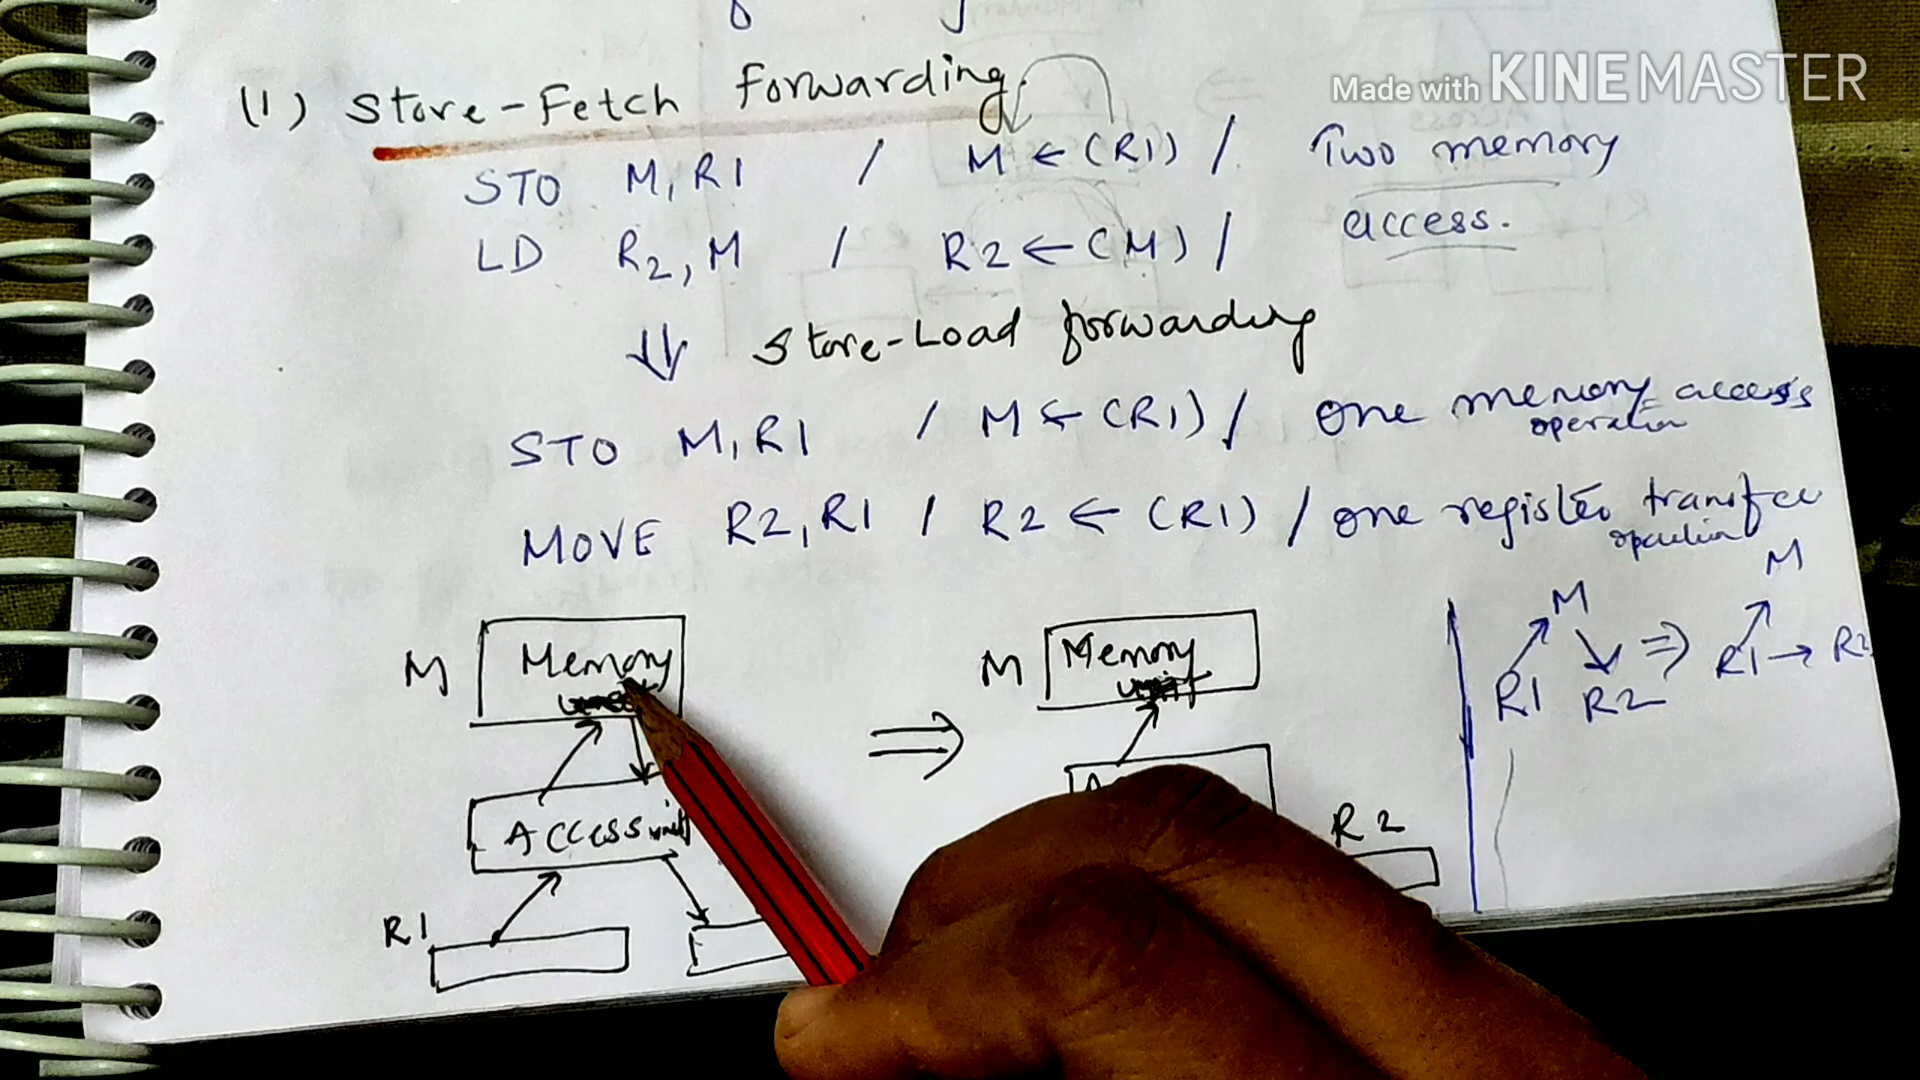 Made with KINEMASTER
(1) Store-Fetch forwarding.
STO M, R1 / M ← (R1) / Two memory access.
LD R2, M / R2 ← (M) /
⇓ Store-Load forwarding
STO M, R1 / M ← (R1) / one memory access operation
MOVE R2, R1 / R2 ← (R1) / one register transfer operation
M Memory
Access unit
R1
⇒
M Memory unit
R2
M
R1 R2
⇒
M
R1 → R2